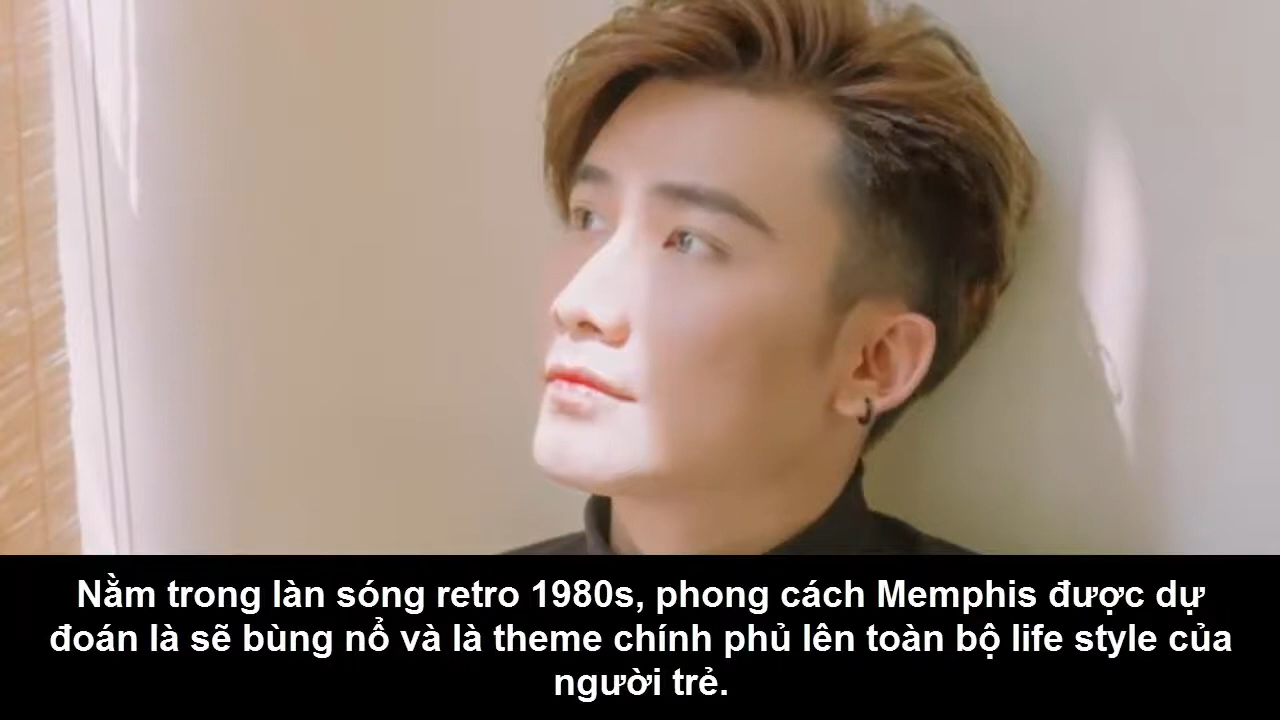 Nằm trong làn sóng retro 1980s, phong cách Memphis được dự
đoán là sẽ bùng nổ và là theme chính phủ lên toàn bộ life style của
người trẻ.